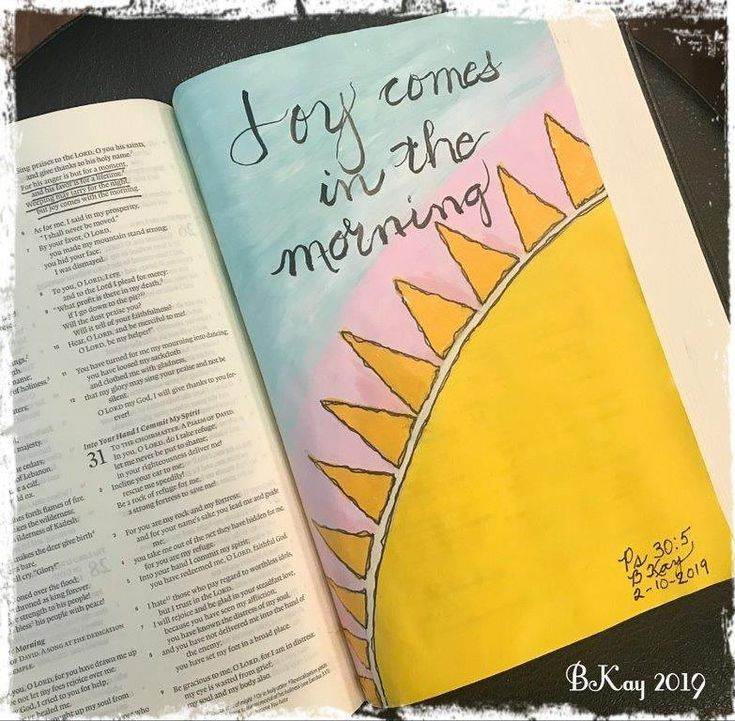 Sing praises to the LORD, O you his saints,
and give thanks to his holy name.
For his anger is but for a moment,
and his favor is for a lifetime.
Weeping may tarry for the night,
but joy comes with the morning.
6 As for me, I said in my prosperity,
"I shall never be moved."
7 By your favor, O LORD,
you made my mountain stand strong;
you hid your face;
I was dismayed.
8 To you, O LORD, I cry,
and to the Lord I plead for mercy:
9 "What profit is there in my death,
if I go down to the pit?
Will the dust praise you?
Will it tell of your faithfulness?
10 Hear, O LORD, and be merciful to me!
O LORD, be my helper!"
11 You have turned for me my mourning into dancing;
you have loosed my sackcloth
and clothed me with gladness,
12 that my glory may sing your praise and not be
silent.
O LORD my God, I will give thanks to you for-
ever!
Into Your Hand I Commit My Spirit
31 TO THE CHOIRMASTER. A PSALM OF DAVID.
In you, O LORD, do I take refuge;
let me never be put to shame;
in your righteousness deliver me!
2 Incline your ear to me;
rescue me speedily!
Be a rock of refuge for me,
a strong fortress to save me!
3 For you are my rock and my fortress;
and for your name's sake you lead me and guide
me;
4 you take me out of the net they have hidden for me,
for you are my refuge.
5 Into your hand I commit my spirit;
you have redeemed me, O LORD, faithful God.
6 I hate those who pay regard to worthless idols,
but I trust in the LORD.
7 I will rejoice and be glad in your steadfast love,
because you have seen my affliction;
you have known the distress of my soul,
8 and you have not delivered me into the hand of
the enemy;
you have set my feet in a broad place.
9 Be gracious to me, O LORD, for I am in distress;
my eye is wasted from grief;
my soul and my body also.
name;
of holiness.
majesty.
cedars;
of Lebanon.
a calf,
forth flames of fire.
the wilderness;
wilderness of Kadesh.
makes the deer give birth
bare,
cry, "Glory!"
over the flood;
enthroned as king forever.
strength to his people!
his people with peace!
Morning
OF DAVID. A SONG AT THE DEDICATION
TEMPLE.
LORD, for you have drawn me up
not let my foes rejoice over me.
God, I cried to you for help,
healed me.
brought up my soul from
Joy comes
in the
morning
Ps 30:5
B Kay
2-10-2019
BKay 2019